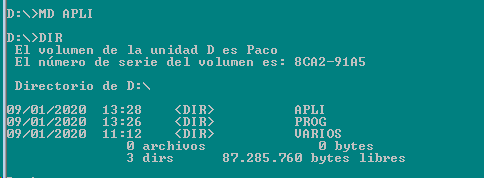 D:\>MD APLI
D:\>DIR
El volumen de la unidad D es Paco
El número de serie del volumen es: 8CA2-91A5
Directorio de D:\
09/01/2020 13:28 <DIR> APLI
09/01/2020 13:26 <DIR> PROG
09/01/2020 11:12 <DIR> VARIOS
0 archivos 0 bytes
3 dirs 87.285.760 bytes libres